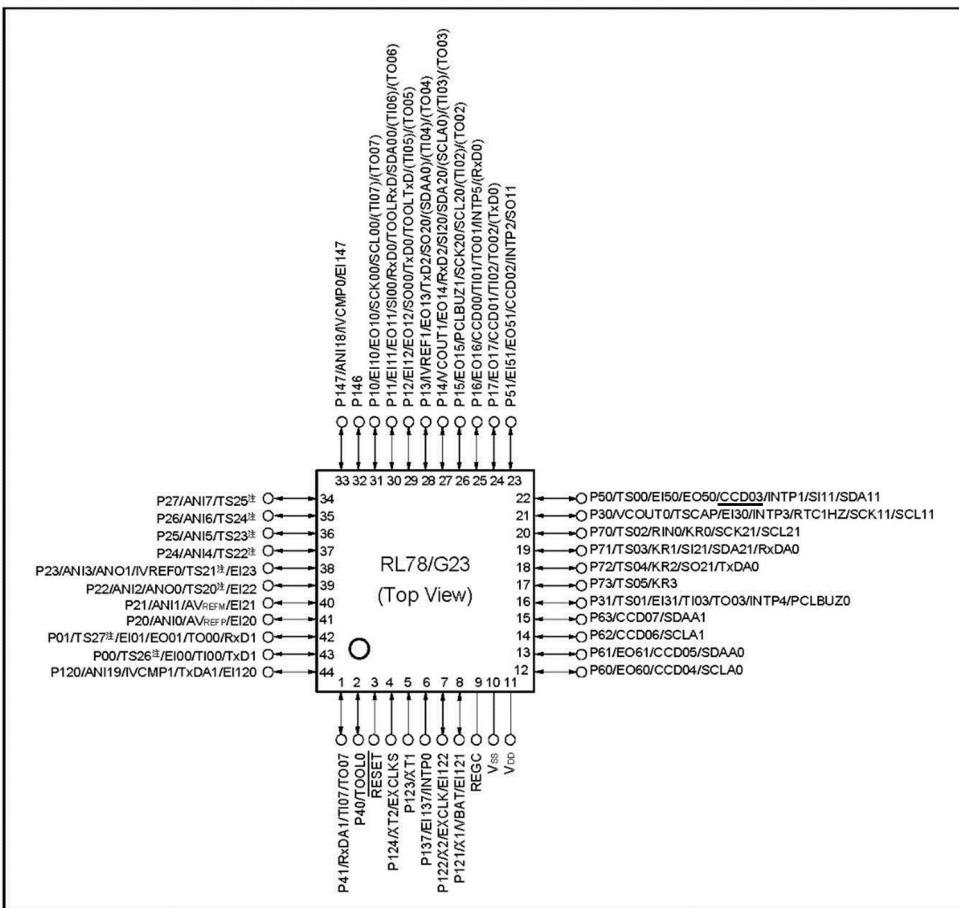 P147/ANI18/IVCMP0/EI147
P146
P10/EI10/EO10/SCK00/SCL00/(TI07)/(TO07)
P11/EI11/EO11/SI00/RxD0/TOOLRxD/SDA00/(TI06)/(TO06)
P12/EI12/EO12/SO00/TxD0/TOOLTxD/(TI05)/(TO05)
P13/IVREF1/EO13/TxD2/SO20/(SDAA0)/(TI04)/(TO04)
P14/VCOUT1/EO14/RxD2/SI20/SDA20/(SCLA0)/(TI03)/(TO03)
P15/EO15/PCLBUZ1/SCK20/SCL20/(TI02)/(TO02)
P16/EO16/CCD00/TI01/TO01/INTP5/(RxD0)
P17/EO17/CCD01/TI02/TO02/(TxD0)
P51/EI51/EO51/CCD02/INTP2/SO11
33 32 31 30 29 28 27 26 25 24 23
P27/ANI7/TS25注 34
P26/ANI6/TS24注 35
P25/ANI5/TS23注 36
P24/ANI4/TS22注 37
P23/ANI3/ANO1/IVREF0/TS21注/EI23 38
P22/ANI2/ANO0/TS20注/EI22 39
P21/ANI1/AVREFM/EI21 40
P20/ANI0/AVREFP/EI20 41
P01/TS27注/EI01/EO01/TO00/RxD1 42
P00/TS26注/EI00/TI00/TxD1 43
P120/ANI19/IVCMP1/TxDA1/EI120 44
RL78/G23
(Top View)
22 P50/TS00/EI50/EO50/CCD03/INTP1/SI11/SDA11
21 P30/VCOUT0/TSCAP/EI30/INTP3/RTC1HZ/SCK11/SCL11
20 P70/TS02/RIN0/KR0/SCK21/SCL21
19 P71/TS03/KR1/SI21/SDA21/RxDA0
18 P72/TS04/KR2/SO21/TxDA0
17 P73/TS05/KR3
16 P31/TS01/EI31/TI03/TO03/INTP4/PCLBUZ0
15 P63/CCD07/SDAA1
14 P62/CCD06/SCLA1
13 P61/EO61/CCD05/SDAA0
12 P60/EO60/CCD04/SCLA0
1 2 3 4 5 6 7 8 9 10 11
P41/RxDA1/TI07/TO07
P40/TOOL0
RESET
P124/XT2/EXCLKS
P123/XT1
P137/EI137/INTP0
P122/X2/EXCLK/EI122
P121/X1/VBAT/EI121
REGC
VSS
VDD